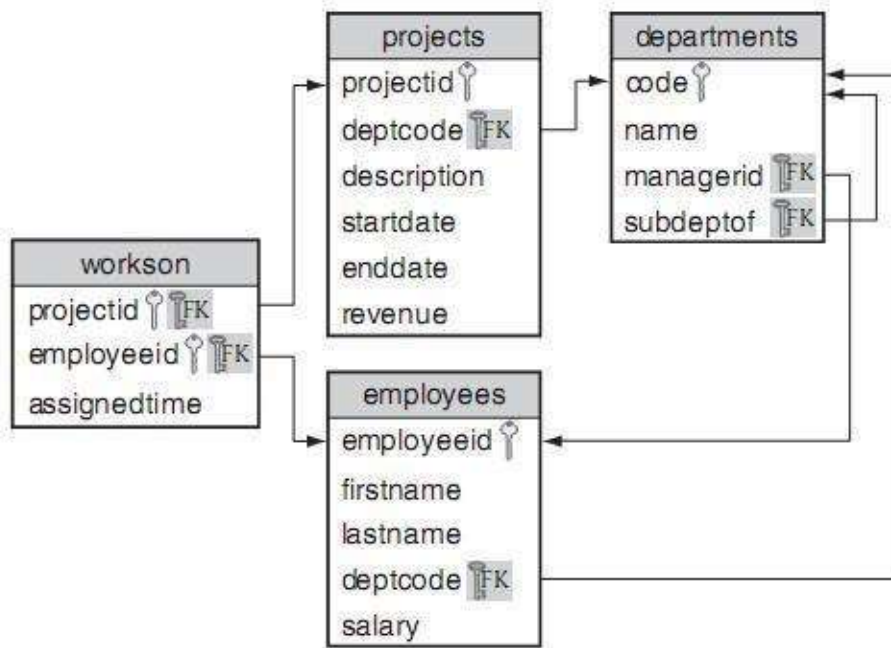 projects
projectid
deptcode FK
description
startdate
enddate
revenue
departments
code
name
managerid FK
subdeptof FK
workson
projectid FK
employeeid FK
assignedtime
employees
employeeid
firstname
lastname
deptcode FK
salary